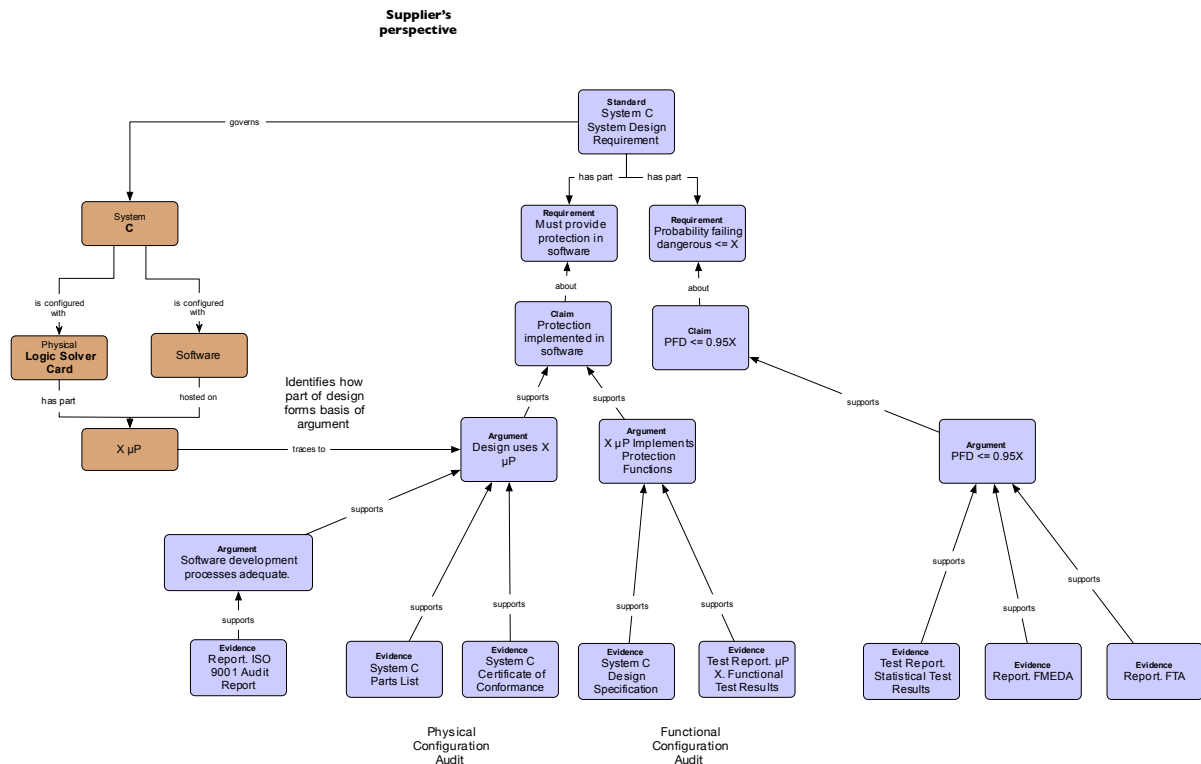 Supplier's
perspective
Standard
System C
System Design
Requirement
governs
has part
has part
System
C
Requirement
Must provide
protection in
software
Requirement
Probability failing
dangerous <= X
is configured
with
is configured
with
about
about
Physical
Logic Solver
Card
Software
Claim
Protection
implemented in
software
Claim
PFD <= 0.95X
has part
hosted on
Identifies how
part of design
forms basis of
argument
supports
supports
supports
X µP
traces to
Argument
Design uses X
µP
Argument
X µP Implements
Protection
Functions
Argument
PFD <= 0.95X
supports
Argument
Software development
processes adequate.
supports
supports
supports
supports
supports
supports
supports
supports
Evidence
Report. ISO
9001 Audit
Report
Evidence
System C
Parts List
Evidence
System C
Certificate of
Conformance
Evidence
System C
Design
Specification
Evidence
Test Report. µP
X. Functional
Test Results
Evidence
Test Report.
Statistical Test
Results
Evidence
Report. FMEDA
Evidence
Report. FTA
Physical
Configuration
Audit
Functional
Configuration
Audit